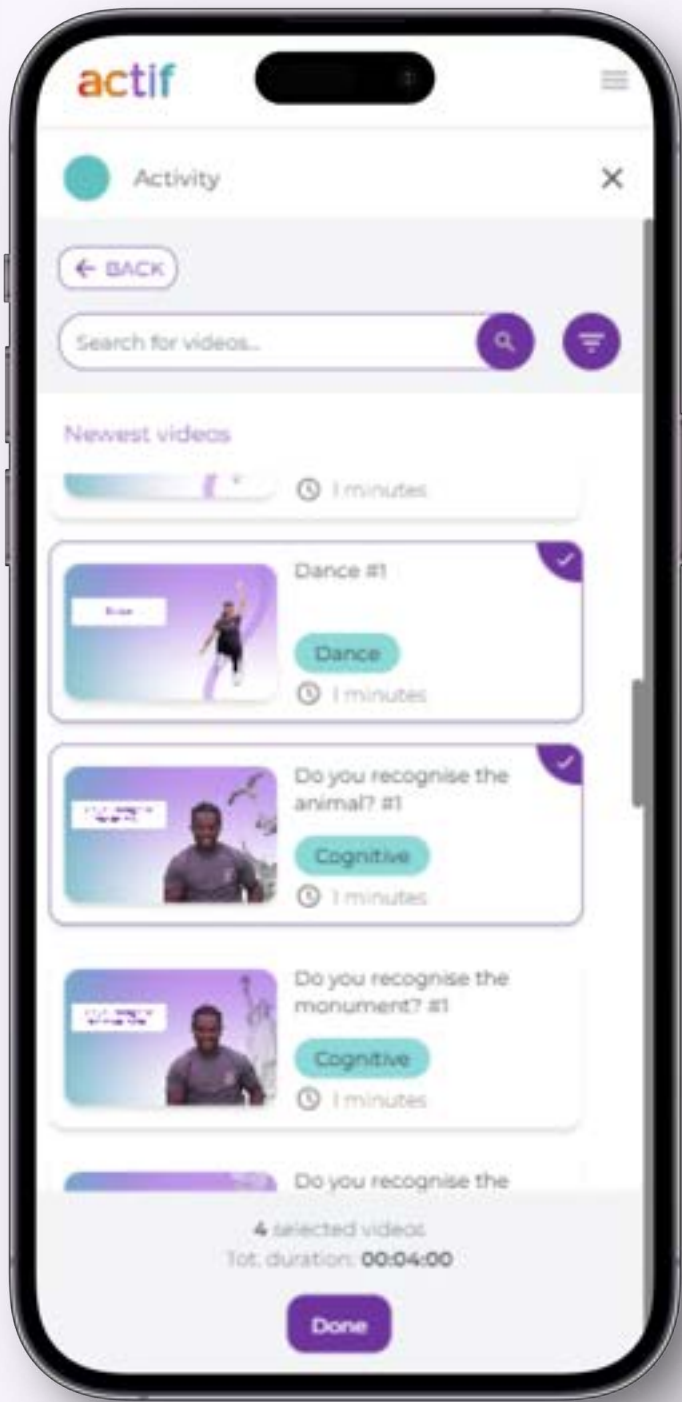 actif
Activity
BACK
Search for videos...
Newest videos
1 minutes
Dance #1
Dance
1 minutes
Do you recognise the
animal? #1
Cognitive
1 minutes
Do you recognise the
monument? #1
Cognitive
1 minutes
Do you recognise the
4 selected videos
Tot. duration: 00:04:00
Done